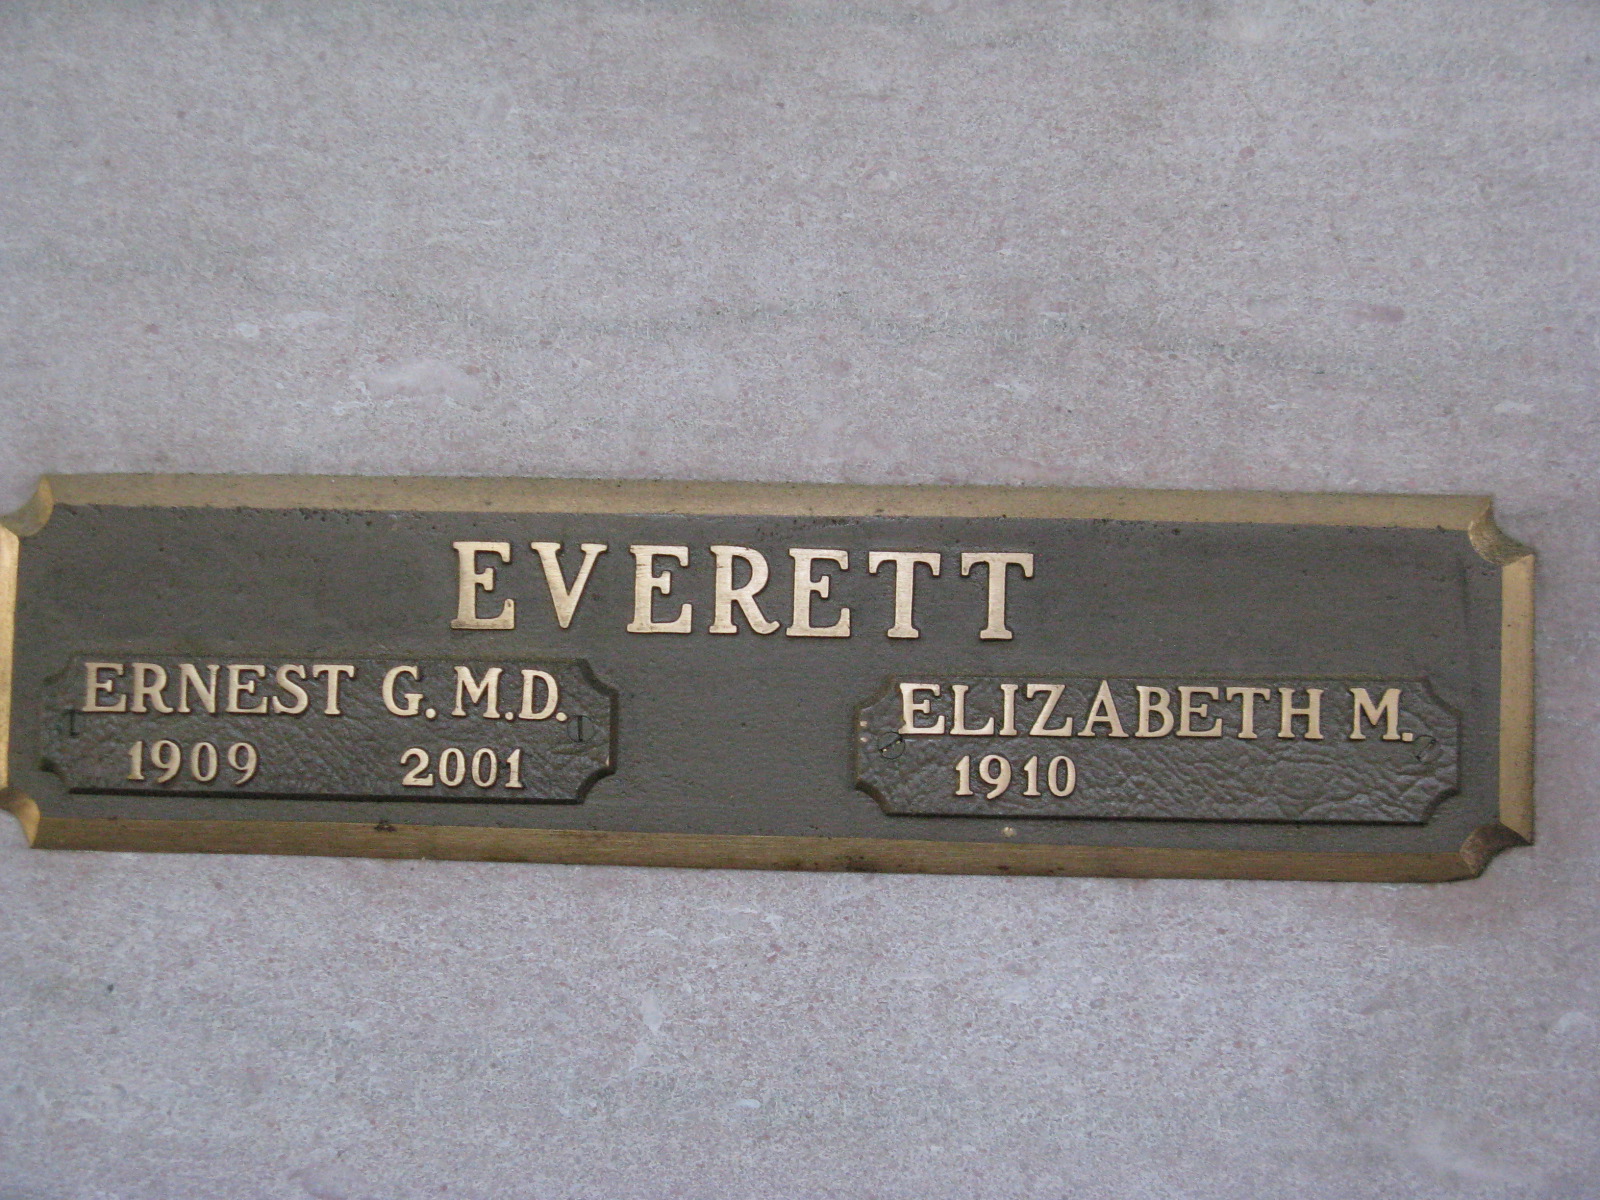 EVERETT
ERNEST G. M.D.
1909 2001
ELIZABETH M.
1910